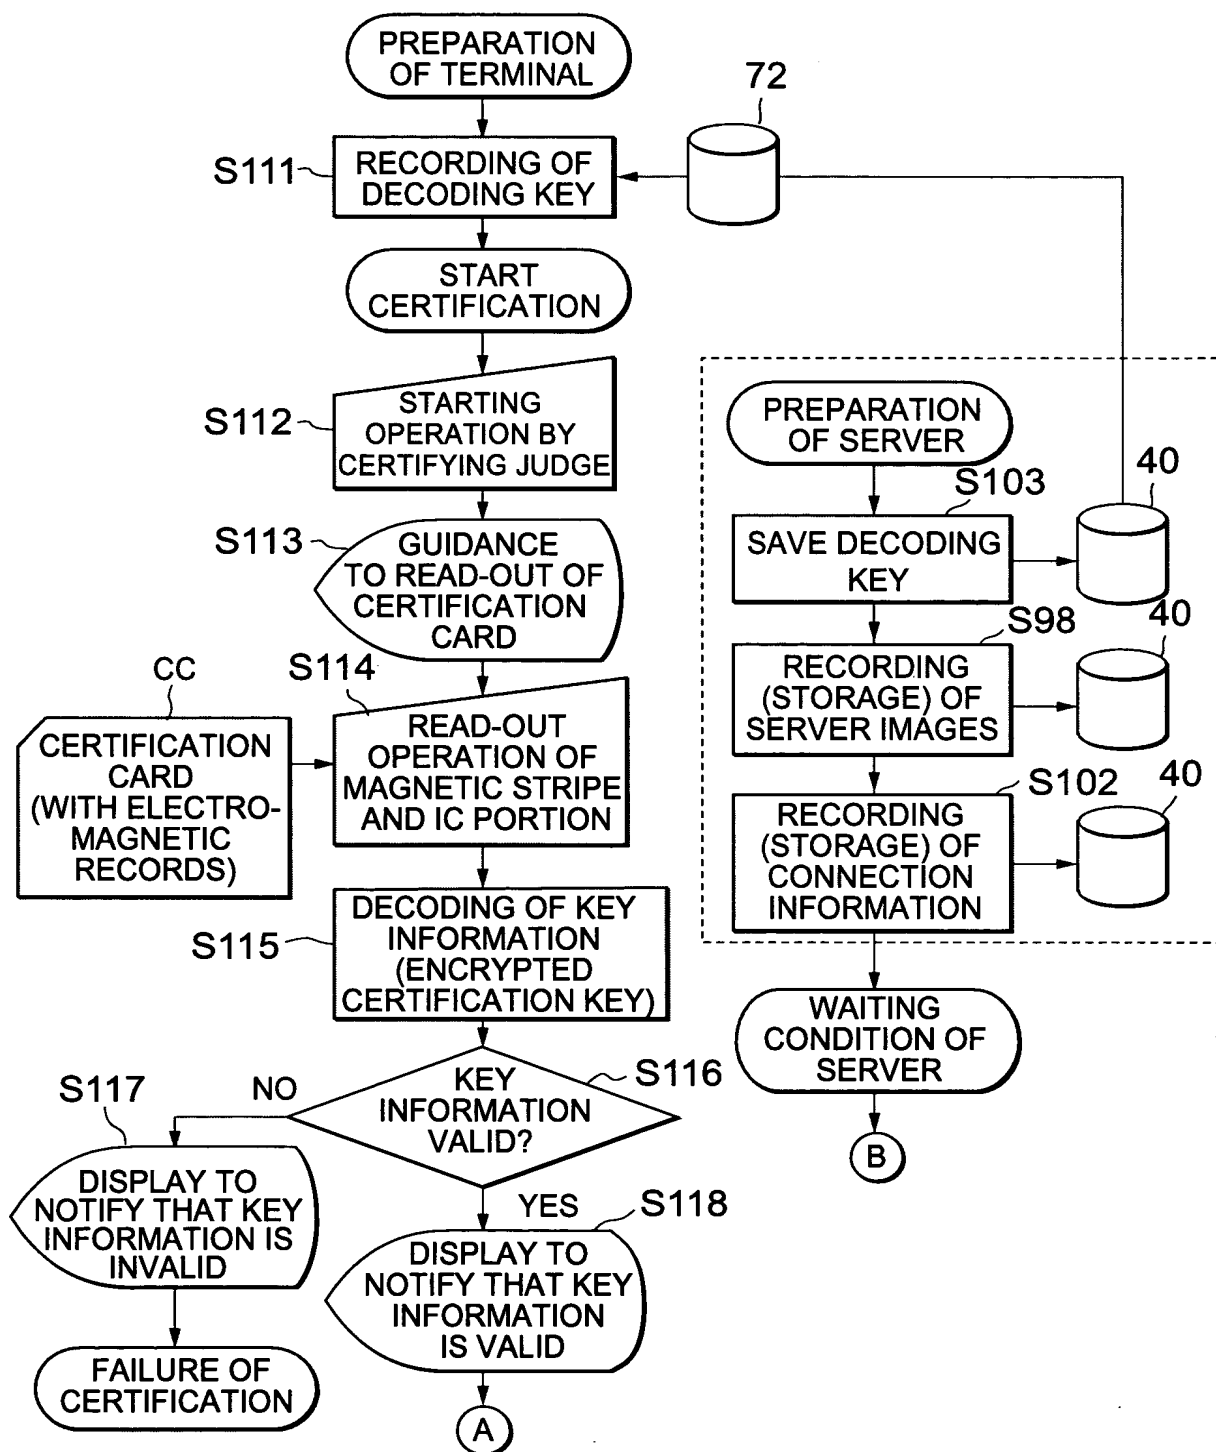 PREPARATION
OF TERMINAL
72
S111
RECORDING OF
DECODING KEY
START
CERTIFICATION
S112
STARTING
OPERATION BY
CERTIFYING JUDGE
S113
GUIDANCE
TO READ-OUT OF
CERTIFICATION
CARD
CC
CERTIFICATION
CARD
(WITH ELECTRO-
MAGNETIC
RECORDS)
S114
READ-OUT
OPERATION OF
MAGNETIC STRIPE
AND IC PORTION
S115
DECODING OF KEY
INFORMATION
(ENCRYPTED
CERTIFICATION KEY)
S116
KEY
INFORMATION
VALID?
NO
S117
DISPLAY TO
NOTIFY THAT KEY
INFORMATION IS
INVALID
FAILURE OF
CERTIFICATION
YES
S118
DISPLAY TO
NOTIFY THAT KEY
INFORMATION
IS VALID
A
PREPARATION
OF SERVER
S103
40
SAVE DECODING
KEY
S98
40
RECORDING
(STORAGE) OF
SERVER IMAGES
S102
40
RECORDING
(STORAGE) OF
CONNECTION
INFORMATION
WAITING
CONDITION OF
SERVER
B